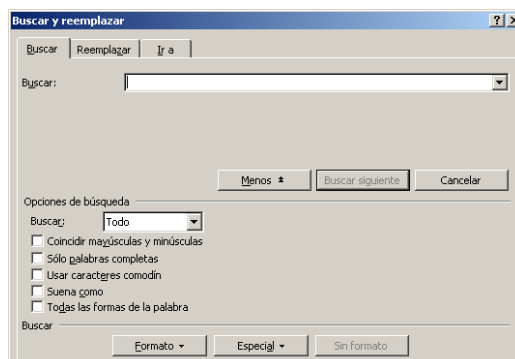 Buscar y reemplazar
Buscar Reemplazar Ir a
Buscar:
Menos Buscar siguiente Cancelar
Opciones de búsqueda
Buscar: Todo
Coincidir mayúsculas y minúsculas
Sólo palabras completas
Usar caracteres comodín
Suena como
Todas las formas de la palabra
Buscar
Formato Especial Sin formato